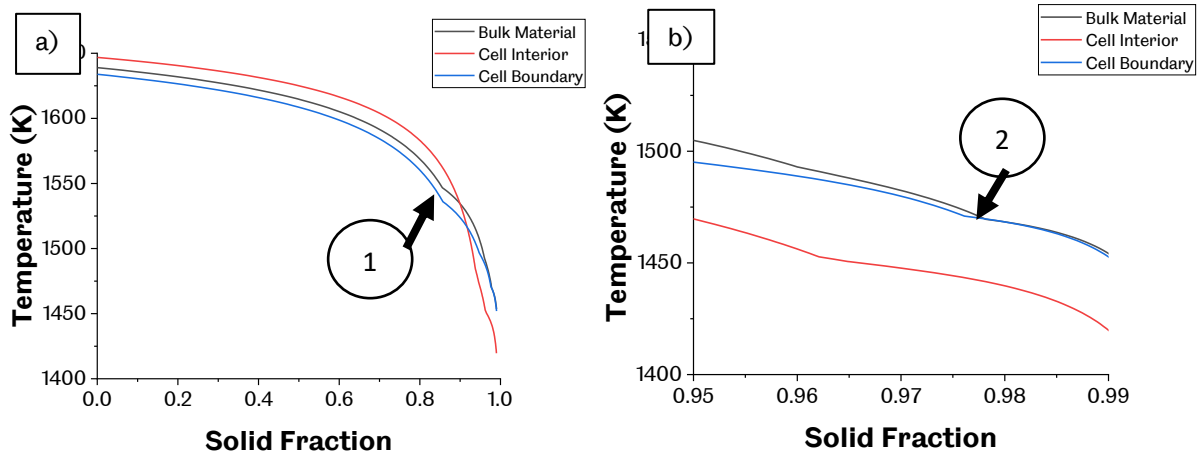 a)
Bulk Material
Cell Interior
Cell Boundary
Temperature (K)
1600
1550
1500
1450
1400
1
0.0 0.2 0.4 0.6 0.8 1.0
Solid Fraction
b)
Bulk Material
Cell Interior
Cell Boundary
Temperature (K)
1500
1450
1400
2
0.95 0.96 0.97 0.98 0.99
Solid Fraction